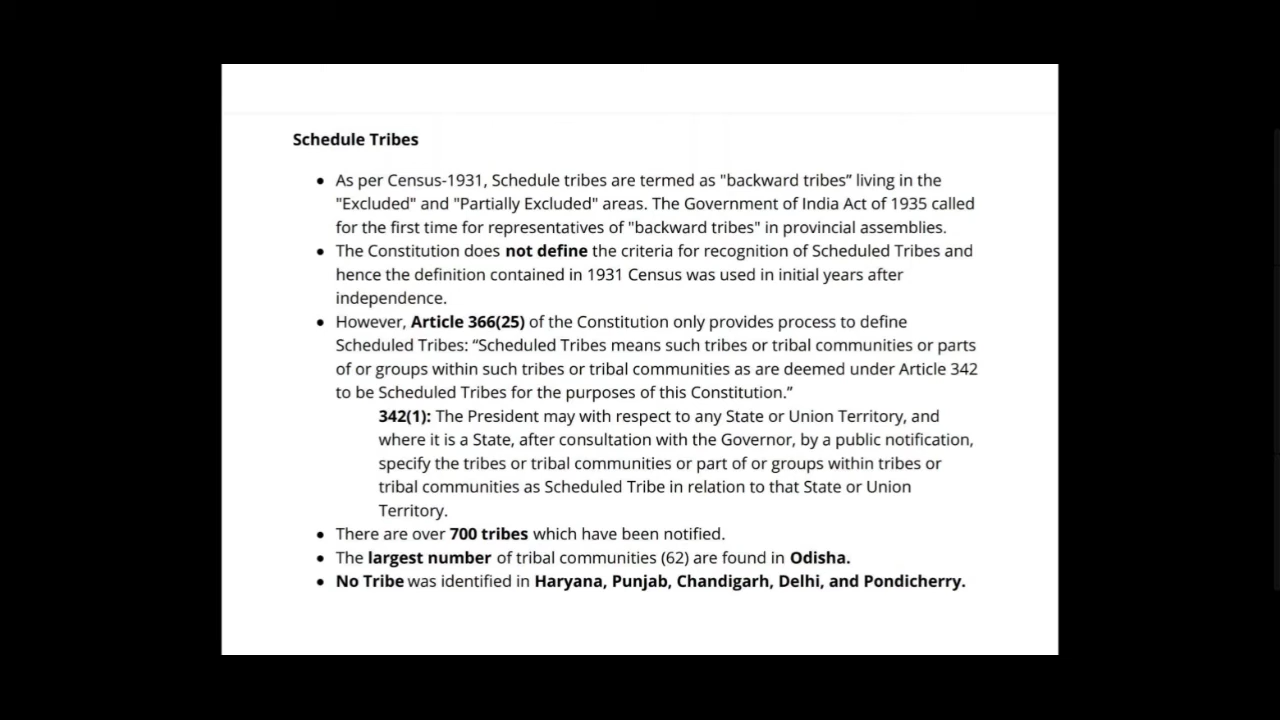 Schedule Tribes
• As per Census-1931, Schedule tribes are termed as "backward tribes” living in the
"Excluded" and "Partially Excluded" areas. The Government of India Act of 1935 called
for the first time for representatives of "backward tribes" in provincial assemblies.
• The Constitution does not define the criteria for recognition of Scheduled Tribes and
hence the definition contained in 1931 Census was used in initial years after
independence.
• However, Article 366(25) of the Constitution only provides process to define
Scheduled Tribes: “Scheduled Tribes means such tribes or tribal communities or parts
of or groups within such tribes or tribal communities as are deemed under Article 342
to be Scheduled Tribes for the purposes of this Constitution.”
342(1): The President may with respect to any State or Union Territory, and
where it is a State, after consultation with the Governor, by a public notification,
specify the tribes or tribal communities or part of or groups within tribes or
tribal communities as Scheduled Tribe in relation to that State or Union
Territory.
• There are over 700 tribes which have been notified.
• The largest number of tribal communities (62) are found in Odisha.
• No Tribe was identified in Haryana, Punjab, Chandigarh, Delhi, and Pondicherry.